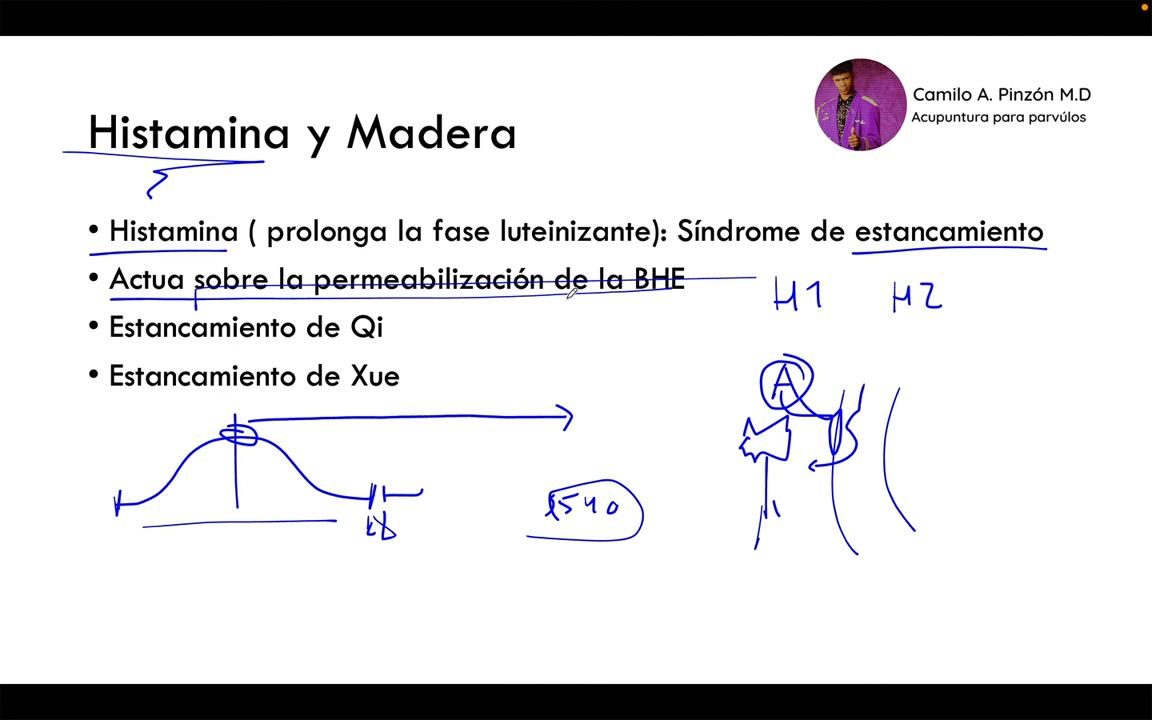 Camilo A. Pinzón M.D
Acupuntura para parvúlos
Histamina y Madera
• Histamina ( prolonga la fase luteinizante): Síndrome de estancamiento
• Actua sobre la permeabilización de la BHE
H1 H2
• Estancamiento de Qi
• Estancamiento de Xue
A